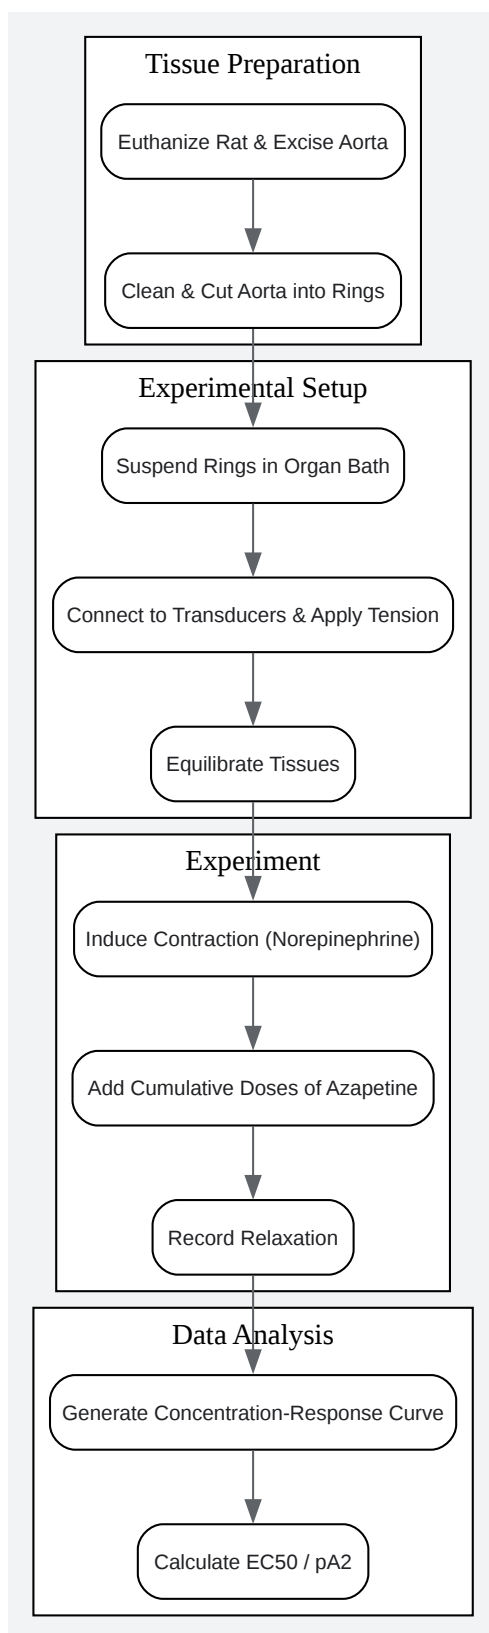 Tissue Preparation
Euthanize Rat & Excise Aorta
Clean & Cut Aorta into Rings
Experimental Setup
Suspend Rings in Organ Bath
Connect to Transducers & Apply Tension
Equilibrate Tissues
Experiment
Induce Contraction (Norepinephrine)
Add Cumulative Doses of Azapetine
Record Relaxation
Data Analysis
Generate Concentration-Response Curve
Calculate EC50 / pA2